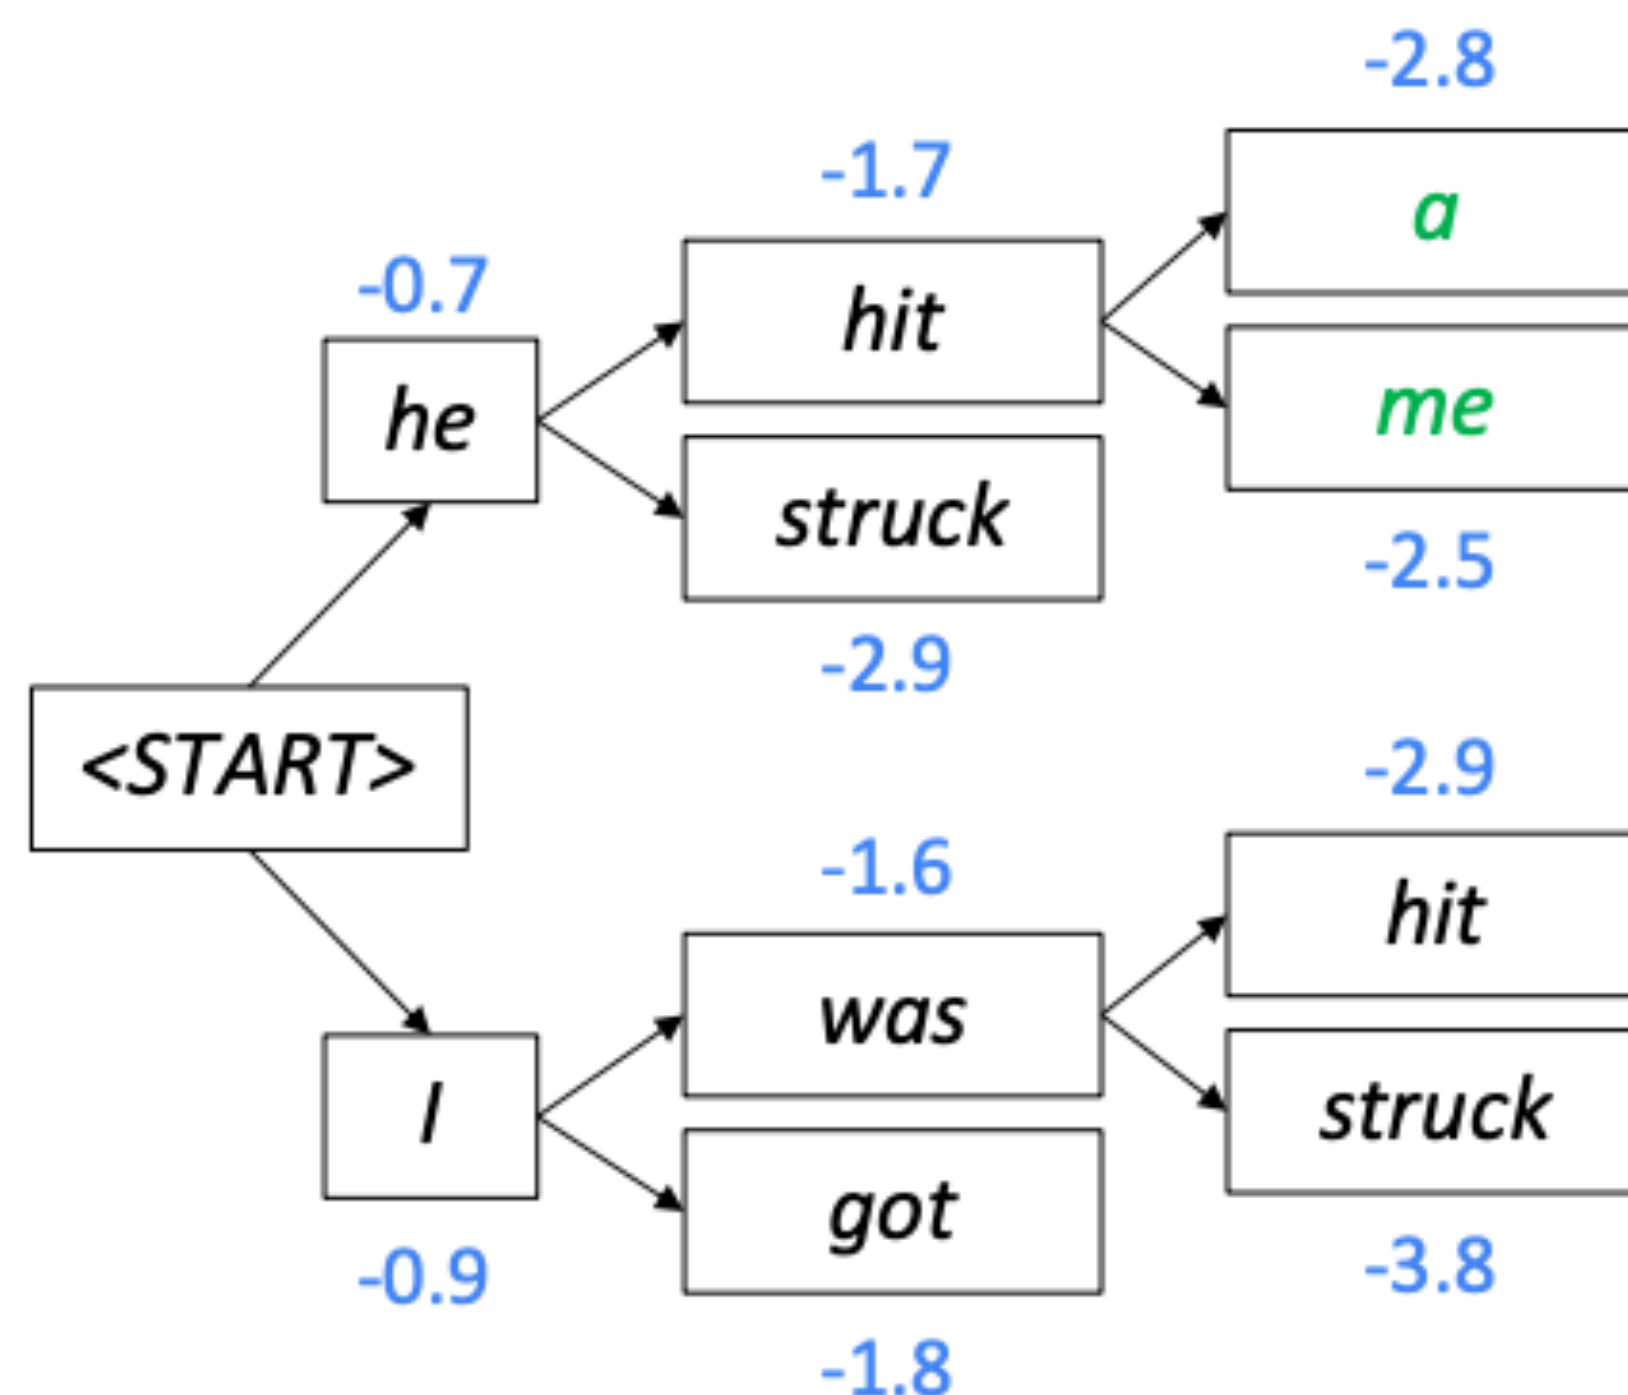 -2.8
-1.7
a
-0.7
hit
me
he
struck
-2.5
-2.9
<START>
-2.9
-1.6
hit
was
I
struck
got
-0.9
-3.8
-1.8